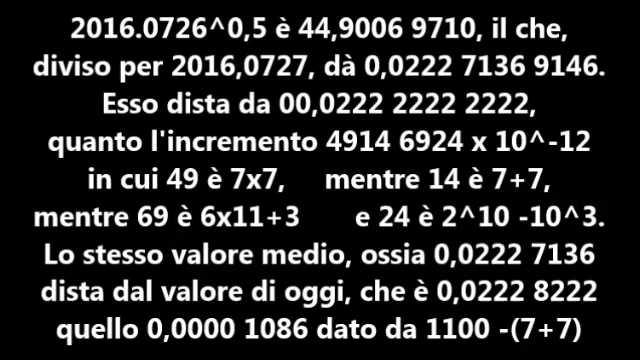 2016.0726^0,5 è 44,9006 9710, il che,
diviso per 2016,0727, dà 0,0222 7136 9146.
Esso dista da 00,0222 2222 2222,
quanto l'incremento 4914 6924 x 10^-12
in cui 49 è 7x7, mentre 14 è 7+7,
mentre 69 è 6x11+3 e 24 è 2^10 -10^3.
Lo stesso valore medio, ossia 0,0222 7136
dista dal valore di oggi, che è 0,0222 8222
quello 0,0000 1086 dato da 1100 -(7+7)